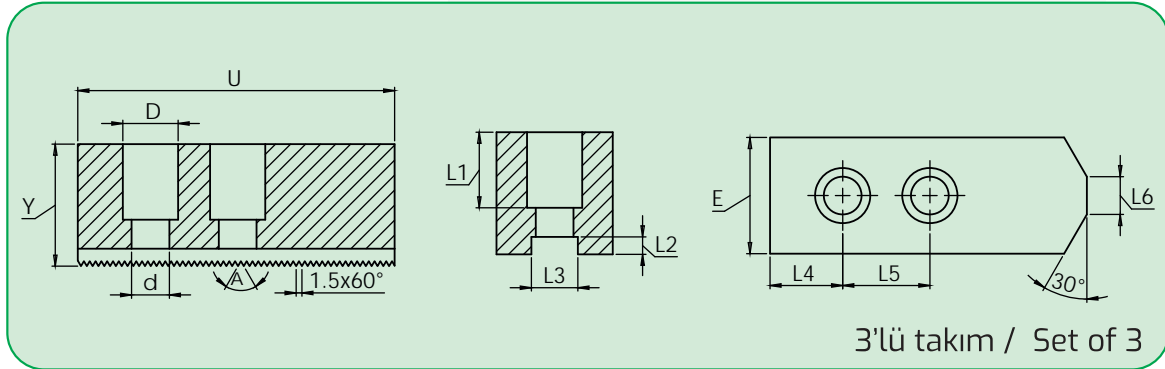 U
D
Y
d
A
1.5x60°
L1
L2
L3
E
L4
L5
L6
30°
3'lü takım / Set of 3